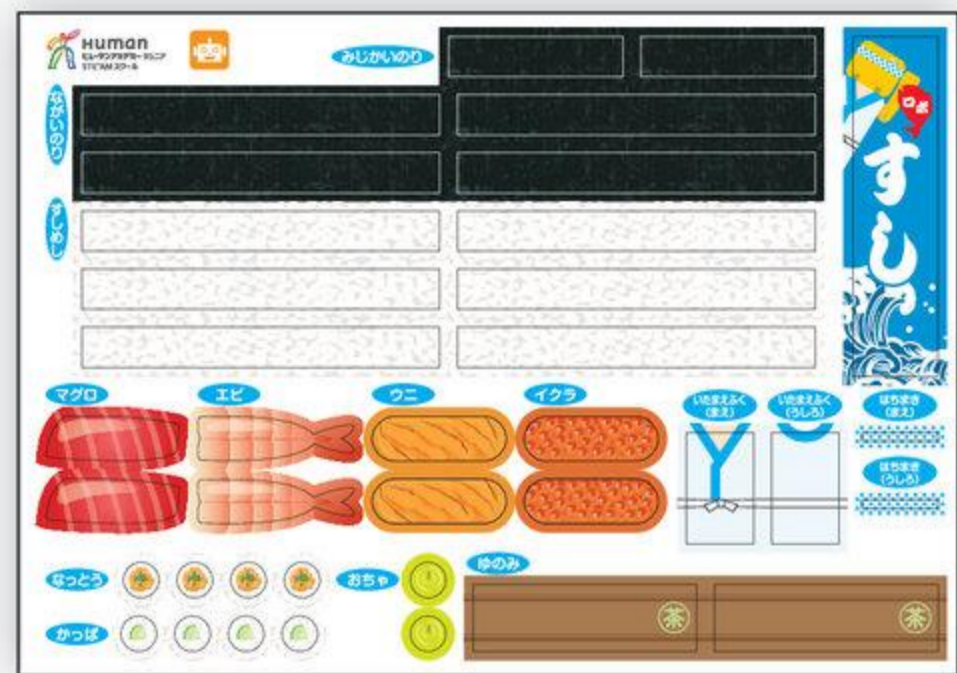 Human
ヒューマンアカデミージュニア
STEAMスクール
みじかいのり
ながいのり
すしめし
ロボ
すしっ
マグロ
エビ
ウニ
イクラ
いたまえふく
(まえ)
いたまえふく
(うしろ)
はちまき
(まえ)
はちまき
(うしろ)
なっとう
おちゃ
ゆのみ
かっぱ
茶
茶